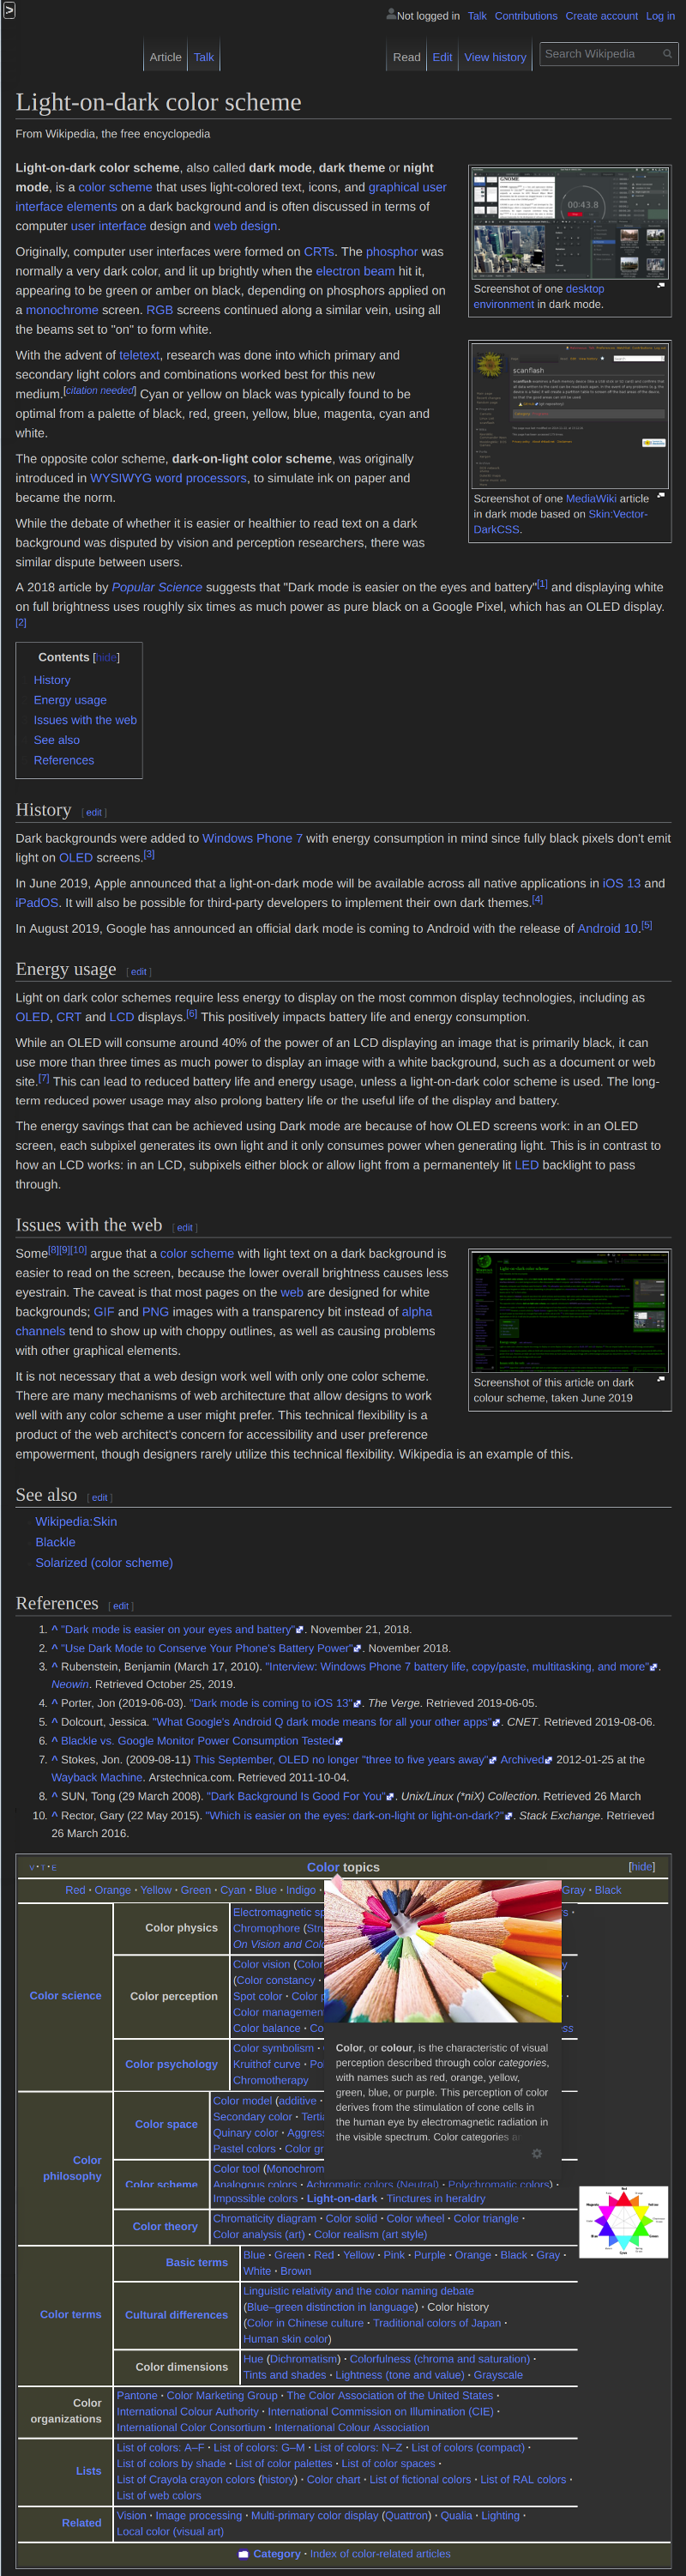 >
Not logged in Talk Contributions Create account Log in
Article Talk Read Edit View history Search Wikipedia
Light-on-dark color scheme
From Wikipedia, the free encyclopedia
Light-on-dark color scheme, also called dark mode, dark theme or night
mode, is a color scheme that uses light-colored text, icons, and graphical user
interface elements on a dark background and is often discussed in terms of
computer user interface design and web design.
GNOME
00:43.8
Screenshot of one desktop
environment in dark mode.
Originally, computer user interfaces were formed on CRTs. The phosphor was
normally a very dark color, and lit up brightly when the electron beam hit it,
appearing to be green or amber on black, depending on phosphors applied on
a monochrome screen. RGB screens continued along a similar vein, using all
the beams set to "on" to form white.
With the advent of teletext, research was done into which primary and
secondary light colors and combinations worked best for this new
medium.[citation needed] Cyan or yellow on black was typically found to be
optimal from a palette of black, red, green, yellow, blue, magenta, cyan and
white.
scanflash
Screenshot of one MediaWiki article
in dark mode based on Skin:Vector-
DarkCSS.
The opposite color scheme, dark-on-light color scheme, was originally
introduced in WYSIWYG word processors, to simulate ink on paper and
became the norm.
While the debate of whether it is easier or healthier to read text on a dark
background was disputed by vision and perception researchers, there was
similar dispute between users.
A 2018 article by Popular Science suggests that "Dark mode is easier on the eyes and battery"[1] and displaying white
on full brightness uses roughly six times as much power as pure black on a Google Pixel, which has an OLED display.
[2]
Contents [hide]
History
Energy usage
Issues with the web
See also
References
History [ edit ]
Dark backgrounds were added to Windows Phone 7 with energy consumption in mind since fully black pixels don't emit
light on OLED screens.[3]
In June 2019, Apple announced that a light-on-dark mode will be available across all native applications in iOS 13 and
iPadOS. It will also be possible for third-party developers to implement their own dark themes.[4]
In August 2019, Google has announced an official dark mode is coming to Android with the release of Android 10.[5]
Energy usage [ edit ]
Light on dark color schemes require less energy to display on the most common display technologies, including as
OLED, CRT and LCD displays.[6] This positively impacts battery life and energy consumption.
While an OLED will consume around 40% of the power of an LCD displaying an image that is primarily black, it can
use more than three times as much power to display an image with a white background, such as a document or web
site.[7] This can lead to reduced battery life and energy usage, unless a light-on-dark color scheme is used. The long-
term reduced power usage may also prolong battery life or the useful life of the display and battery.
The energy savings that can be achieved using Dark mode are because of how OLED screens work: in an OLED
screen, each subpixel generates its own light and it only consumes power when generating light. This is in contrast to
how an LCD works: in an LCD, subpixels either block or allow light from a permanentely lit LED backlight to pass
through.
Issues with the web [ edit ]
Some[8][9][10] argue that a color scheme with light text on a dark background is
easier to read on the screen, because the lower overall brightness causes less
eyestrain. The caveat is that most pages on the web are designed for white
backgrounds; GIF and PNG images with a transparency bit instead of alpha
channels tend to show up with choppy outlines, as well as causing problems
with other graphical elements.
Screenshot of this article on dark
colour scheme, taken June 2019
It is not necessary that a web design work well with only one color scheme.
There are many mechanisms of web architecture that allow designs to work
well with any color scheme a user might prefer. This technical flexibility is a
product of the web architect's concern for accessibility and user preference
empowerment, though designers rarely utilize this technical flexibility. Wikipedia is an example of this.
See also [ edit ]
Wikipedia:Skin
Blackle
Solarized (color scheme)
References [ edit ]
1. ^ "Dark mode is easier on your eyes and battery". November 21, 2018.
2. ^ "Use Dark Mode to Conserve Your Phone's Battery Power". November 2018.
3. ^ Rubenstein, Benjamin (March 17, 2010). "Interview: Windows Phone 7 battery life, copy/paste, multitasking, and more".
Neowin. Retrieved October 25, 2019.
4. ^ Porter, Jon (2019-06-03). "Dark mode is coming to iOS 13". The Verge. Retrieved 2019-06-05.
5. ^ Dolcourt, Jessica. "What Google's Android Q dark mode means for all your other apps". CNET. Retrieved 2019-08-06.
6. ^ Blackle vs. Google Monitor Power Consumption Tested
7. ^ Stokes, Jon. (2009-08-11) This September, OLED no longer "three to five years away" Archived 2012-01-25 at the
Wayback Machine. Arstechnica.com. Retrieved 2011-10-04.
8. ^ SUN, Tong (29 March 2008). "Dark Background Is Good For You". Unix/Linux (*niX) Collection. Retrieved 26 March
10. ^ Rector, Gary (22 May 2015). "Which is easier on the eyes: dark-on-light or light-on-dark?". Stack Exchange. Retrieved
26 March 2016.
V · T · E Color topics [hide]
Red · Orange · Yellow · Green · Cyan · Blue · Indigo · Gray · Black
Color science
Color physics
Electromagnetic sp
Chromophore (Str
On Vision and Col
Color perception
Color vision (Color
(Color constancy ·
Spot color · Color p
Color managemen
Color balance · Co
Color psychology
Color symbolism ·
Kruithof curve · Po
Chromotherapy
Color, or colour, is the characteristic of visual
perception described through color categories,
with names such as red, orange, yellow,
green, blue, or purple. This perception of color
derives from the stimulation of cone cells in
the human eye by electromagnetic radiation in
the visible spectrum. Color categories
Color
philosophy
Color space
Color model (additive ·
Secondary color · Tertia
Quinary color · Aggress
Pastel colors · Color gr
Color scheme
Color tool (Monochrom
Analogous colors · Achromatic colors (Neutral) · Polychromatic colors) ·
Impossible colors · Light-on-dark · Tinctures in heraldry
Color theory
Chromaticity diagram · Color solid · Color wheel · Color triangle ·
Color analysis (art) · Color realism (art style)
Color terms
Basic terms
Blue · Green · Red · Yellow · Pink · Purple · Orange · Black · Gray ·
White · Brown
Cultural differences
Linguistic relativity and the color naming debate
(Blue–green distinction in language) · Color history
(Color in Chinese culture · Traditional colors of Japan ·
Human skin color)
Color dimensions
Hue (Dichromatism) · Colorfulness (chroma and saturation) ·
Tints and shades · Lightness (tone and value) · Grayscale
Color
organizations
Pantone · Color Marketing Group · The Color Association of the United States ·
International Colour Authority · International Commission on Illumination (CIE) ·
International Color Consortium · International Colour Association
Lists
List of colors: A–F · List of colors: G–M · List of colors: N–Z · List of colors (compact) ·
List of colors by shade · List of color palettes · List of color spaces ·
List of Crayola crayon colors (history) · Color chart · List of fictional colors · List of RAL colors ·
List of web colors
Related
Vision · Image processing · Multi-primary color display (Quattron) · Qualia · Lighting ·
Local color (visual art)
Category · Index of color-related articles